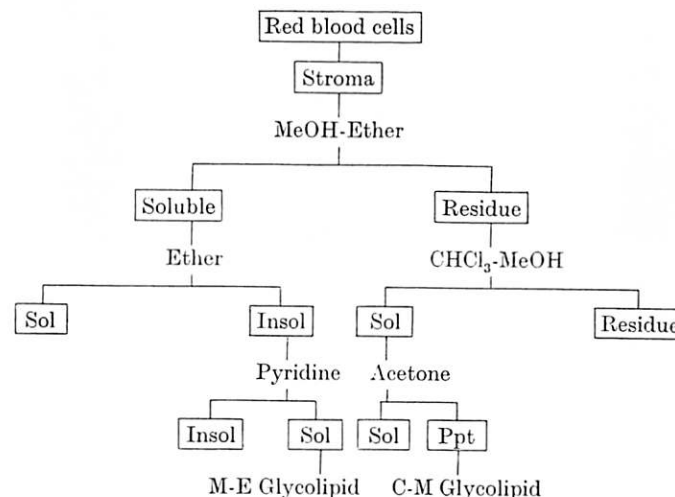 Red blood cells
Stroma
MeOH-Ether
Soluble Residue
Ether CHCl₃-MeOH
Sol Insol Sol Residue
Pyridine Acetone
Insol Sol Sol Ppt
M-E Glycolipid C-M Glycolipid